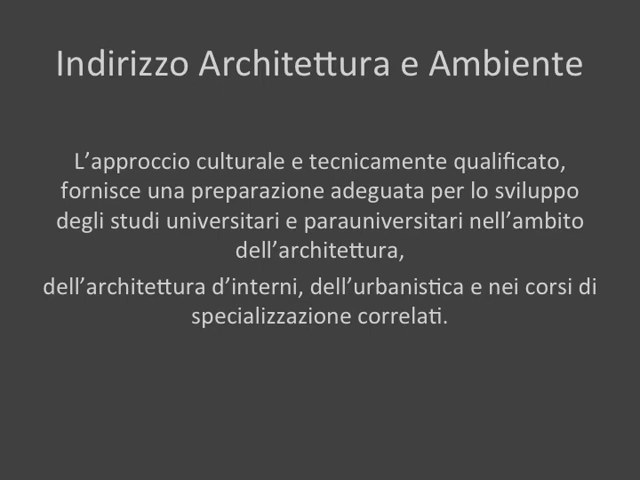 Indirizzo Architettura e Ambiente
L’approccio culturale e tecnicamente qualificato,
fornisce una preparazione adeguata per lo sviluppo
degli studi universitari e parauniversitari nell’ambito
dell’architettura,
dell’architettura d’interni, dell’urbanistica e nei corsi di
specializzazione correlati.